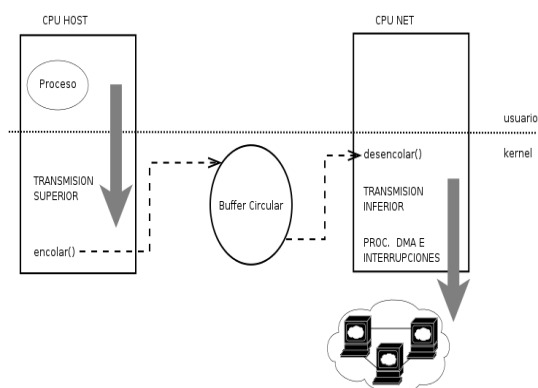 CPU HOST
CPU NET
Proceso
usuario
kernel
TRANSMISION
SUPERIOR
encolar()
Buffer Circular
desencolar()
TRANSMISION
INFERIOR
PROC. DMA E
INTERRUPCIONES